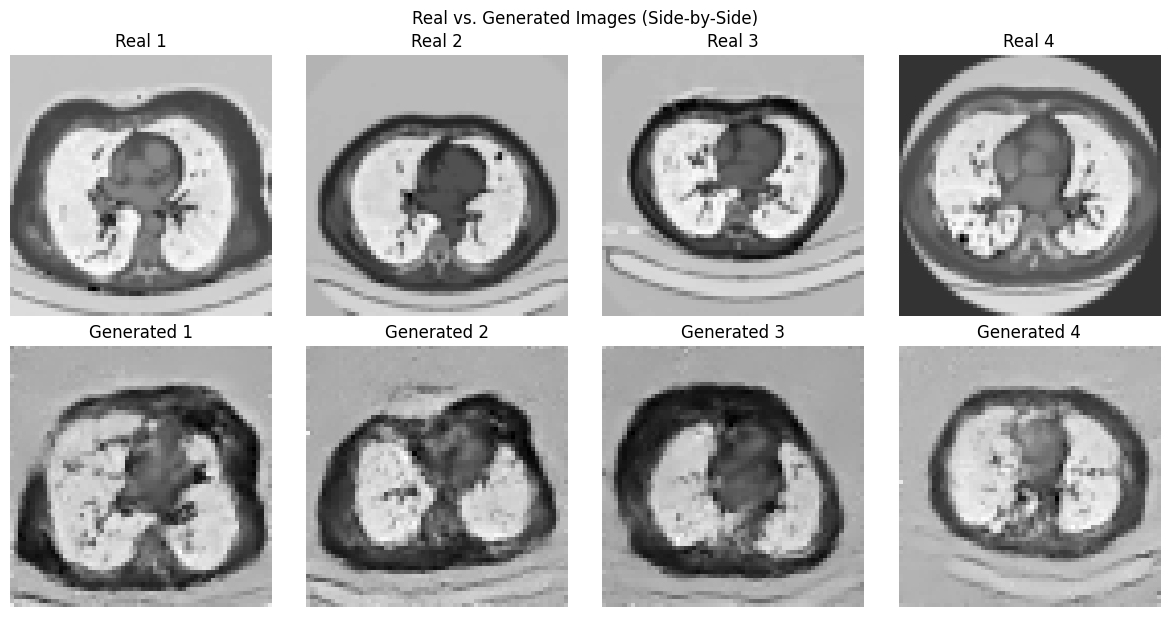 Real vs. Generated Images (Side-by-Side)
Real 1
Real 2
Real 3
Real 4
Generated 1
Generated 2
Generated 3
Generated 4